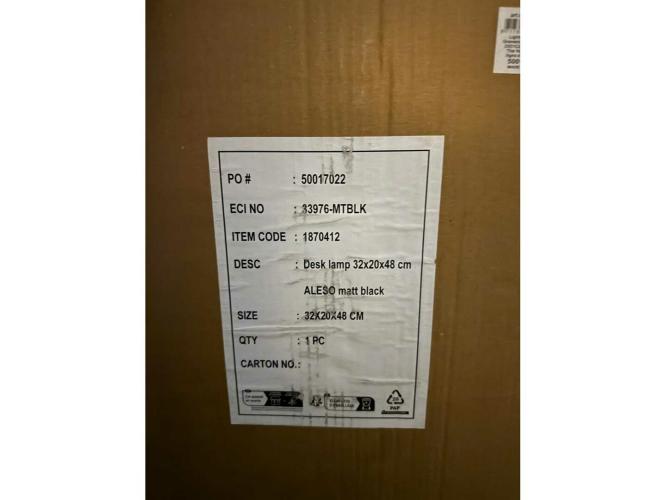 PO # : 50017022
ECI NO : 33976-MTBLK
ITEM CODE : 1870412
DESC : Desk lamp 32x20x48 cm
ALESO matt black
SIZE : 32X20X48 CM
QTY : 1 PC
CARTON NO.:
PAP